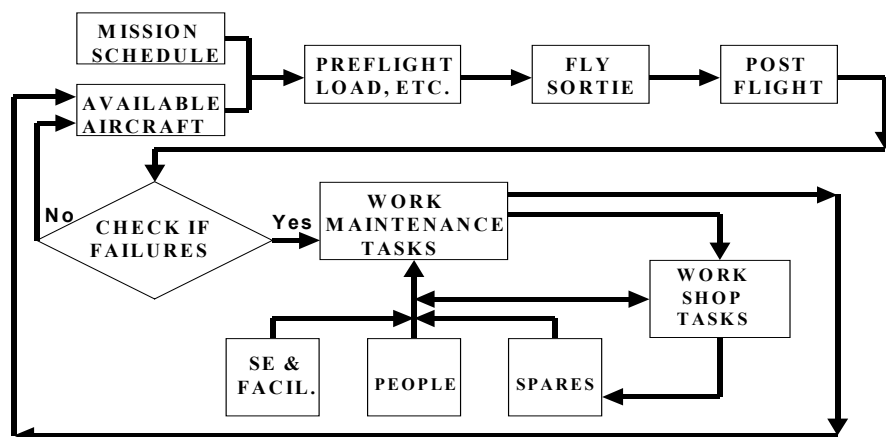 MISSION
SCHEDULE
AVAILABLE
AIRCRAFT
PREFLIGHT
LOAD, ETC.
FLY
SORTIE
POST
FLIGHT
No
CHECK IF
FAILURES
Yes
WORK
MAINTENANCE
TASKS
WORK
SHOP
TASKS
SE &
FACIL.
PEOPLE
SPARES